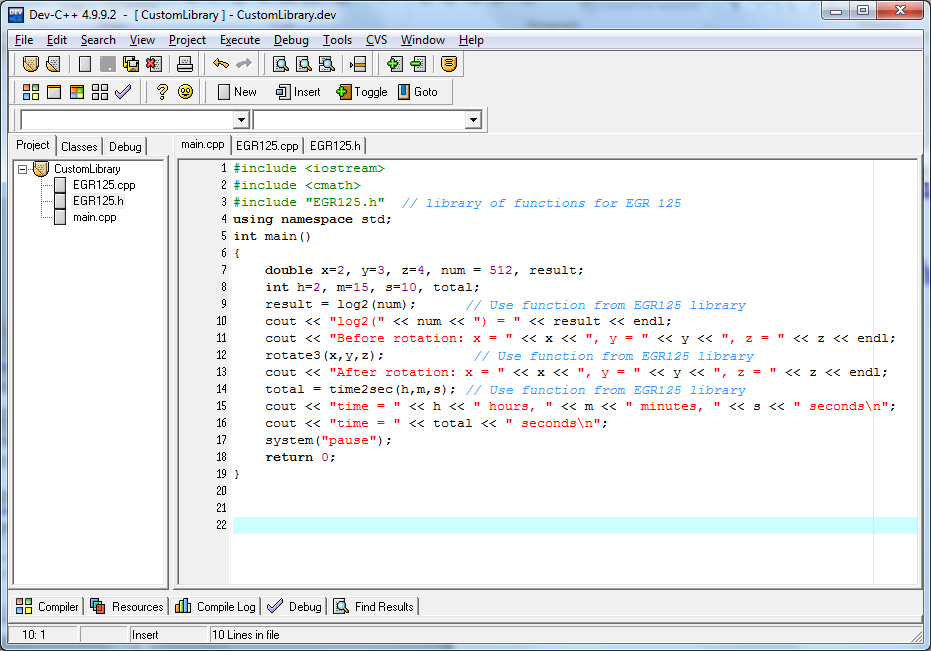 Dev-C++ 4.9.9.2 - [ CustomLibrary ] - CustomLibrary.dev
File Edit Search View Project Execute Debug Tools CVS Window Help
New Insert Toggle Goto
Project Classes Debug
main.cpp EGR125.cpp EGR125.h
CustomLibrary
EGR125.cpp
EGR125.h
main.cpp
1 #include <iostream>
2 #include <cmath>
3 #include "EGR125.h"  // library of functions for EGR 125
4 using namespace std;
5 int main()
6 {
7     double x=2, y=3, z=4, num = 512, result;
8     int h=2, m=15, s=10, total;
9     result = log2(num);      // Use function from EGR125 library
10     cout << "log2(" << num << ") = " << result << endl;
11     cout << "Before rotation: x = " << x << ", y = " << y << ", z = " << z << endl;
12     rotate3(x,y,z);           // Use function from EGR125 library
13     cout << "After rotation: x = " << x << ", y = " << y << ", z = " << z << endl;
14     total = time2sec(h,m,s); // Use function from EGR125 library
15     cout << "time = " << h << " hours, " << m << " minutes, " << s << " seconds\n";
16     cout << "time = " << total << " seconds\n";
17     system("pause");
18     return 0;
19 }
20
21
22
Compiler Resources Compile Log Debug Find Results
10: 1 Insert 10 Lines in file